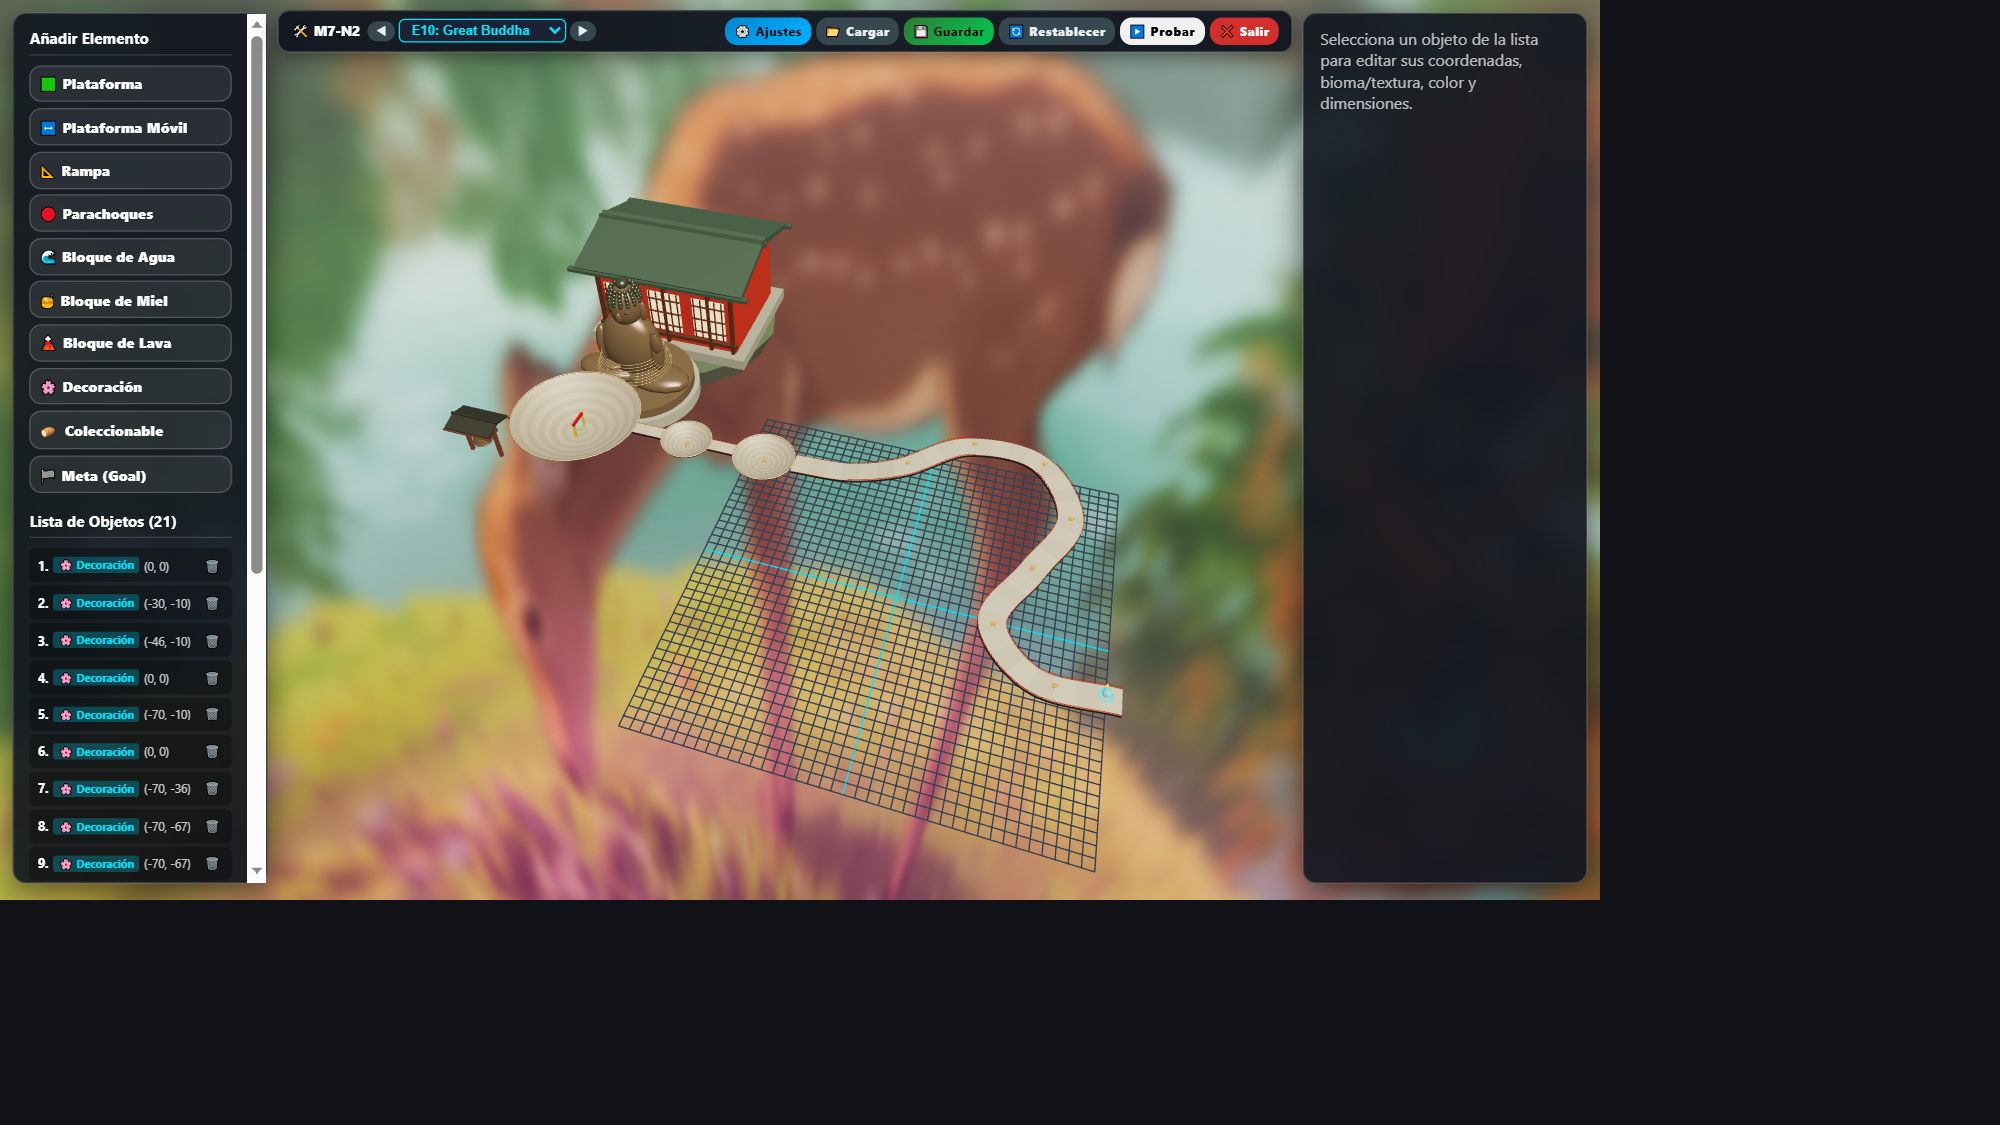 Añadir Elemento
Plataforma
Plataforma Móvil
Rampa
Parachoques
Bloque de Agua
Bloque de Miel
Bloque de Lava
Decoración
Coleccionable
Meta (Goal)
Lista de Objetos (21)
1. Decoración (0, 0)
2. Decoración (-30, -10)
3. Decoración (-46, -10)
4. Decoración (0, 0)
5. Decoración (-70, -10)
6. Decoración (0, 0)
7. Decoración (-70, -36)
8. Decoración (-70, -67)
9. Decoración (-70, -67)
M7-N2 E10: Great Buddha Ajustes Cargar Guardar Restablecer Probar Salir
Selecciona un objeto de la lista
para editar sus coordenadas,
bioma/textura, color y
dimensiones.